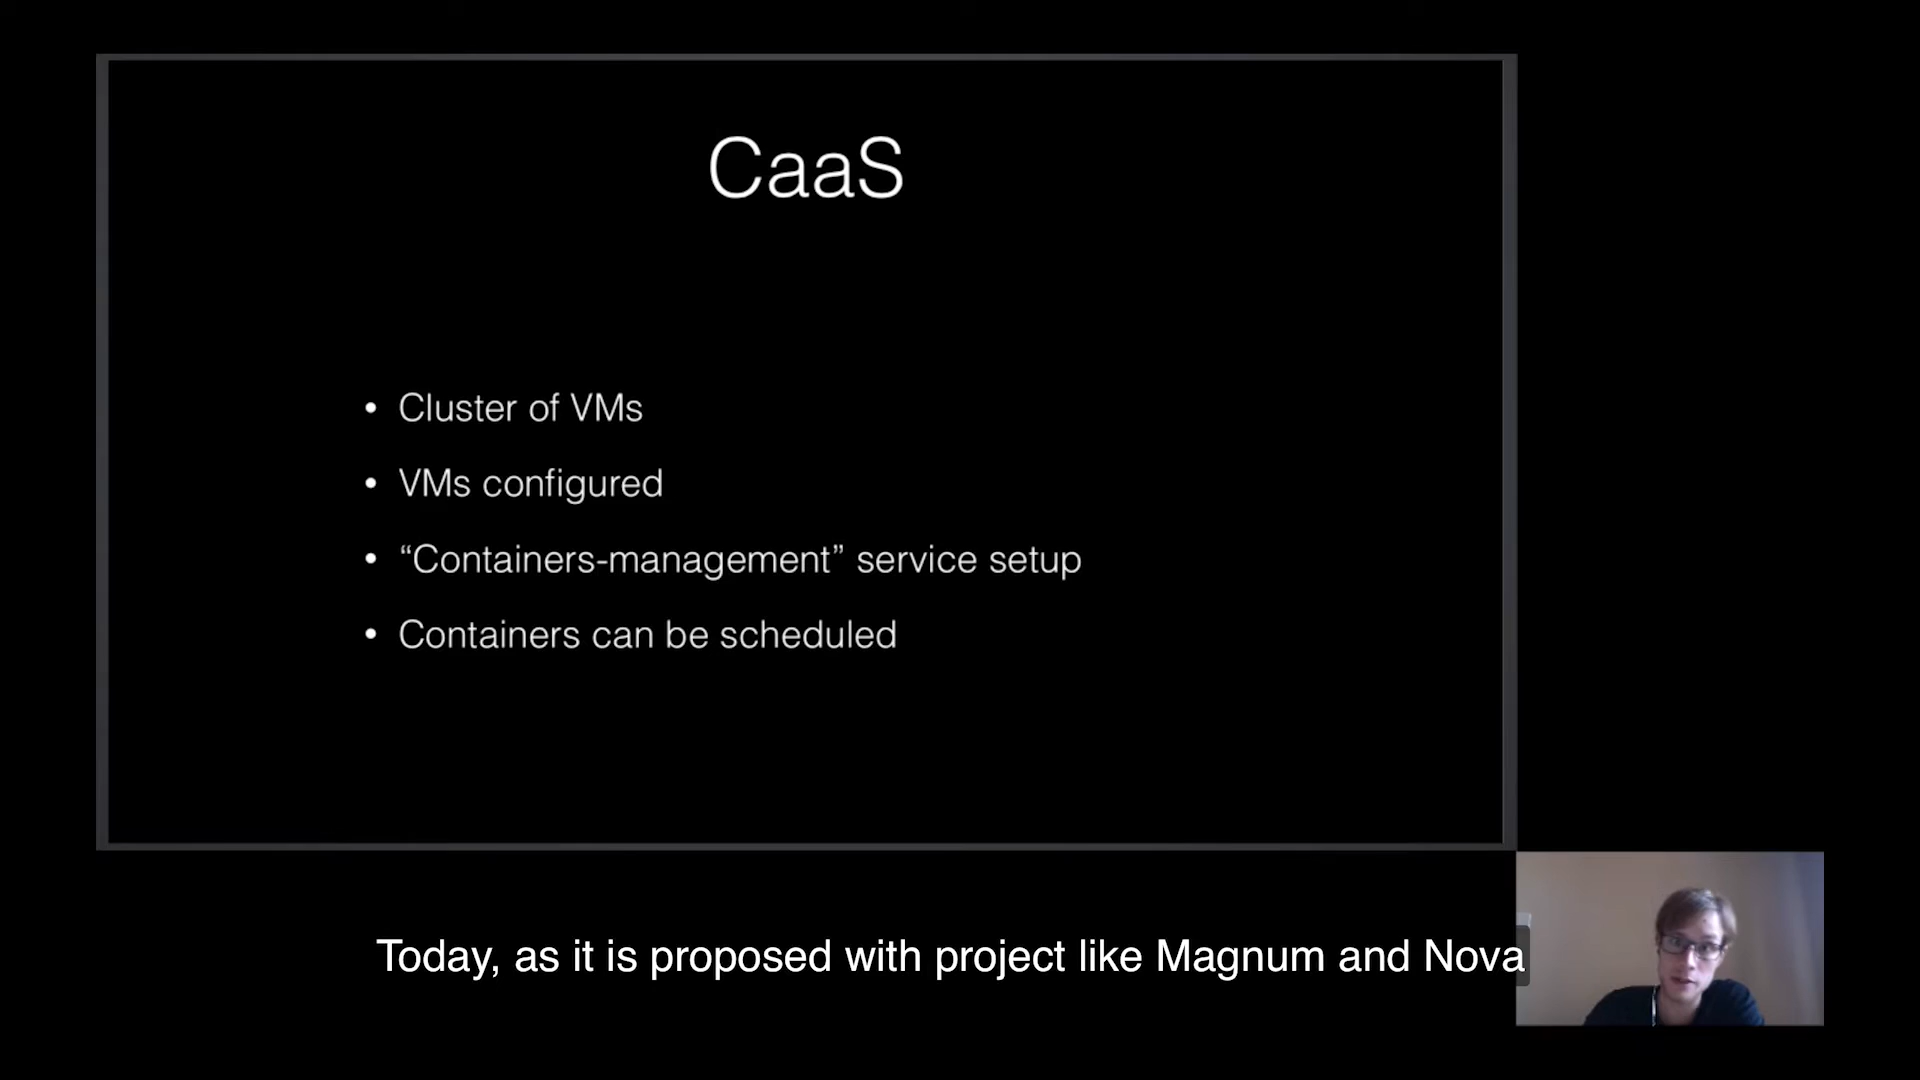 CaaS
• Cluster of VMs
• VMs configured
• “Containers-management” service setup
• Containers can be scheduled
Today, as it is proposed with project like Magnum and Nova